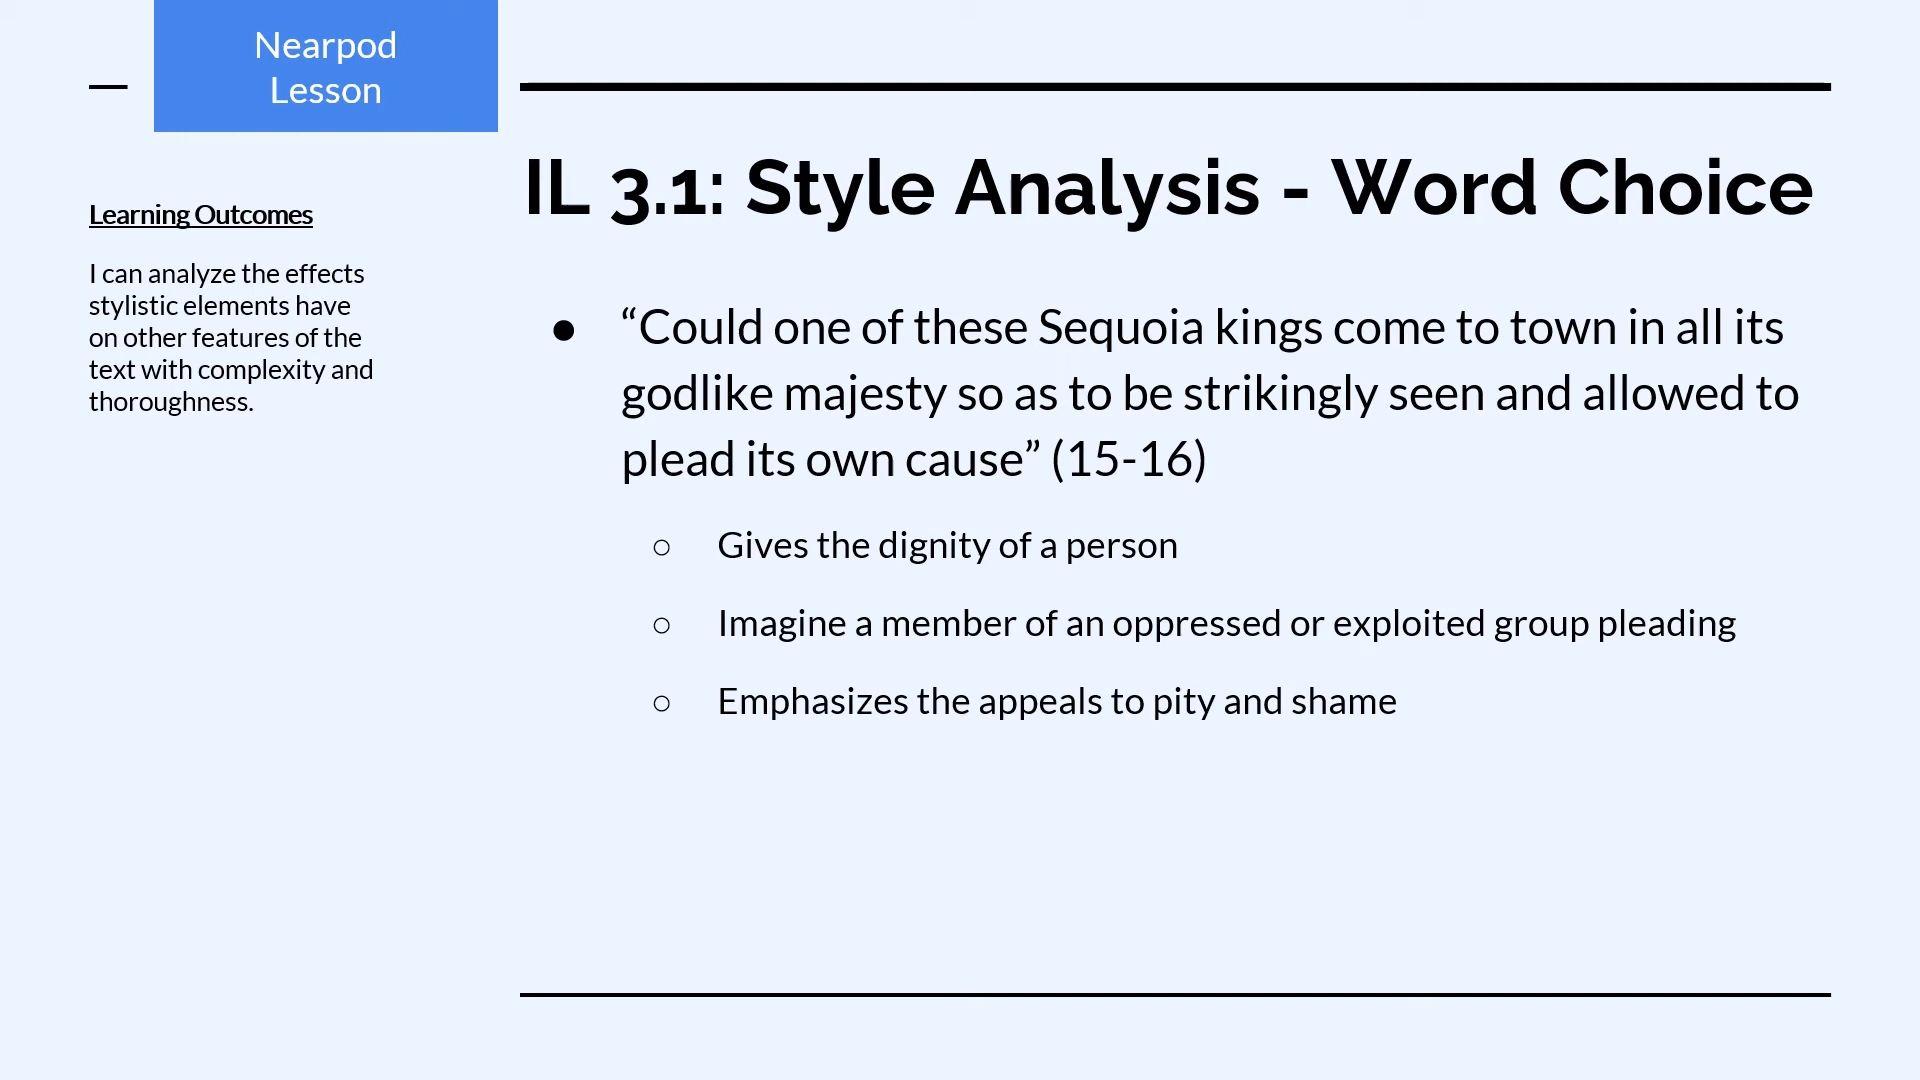 Nearpod
Lesson
IL 3.1: Style Analysis - Word Choice
Learning Outcomes
I can analyze the effects
stylistic elements have
on other features of the
text with complexity and
thoroughness.
● “Could one of these Sequoia kings come to town in all its
godlike majesty so as to be strikingly seen and allowed to
plead its own cause” (15-16)
○ Gives the dignity of a person
○ Imagine a member of an oppressed or exploited group pleading
○ Emphasizes the appeals to pity and shame